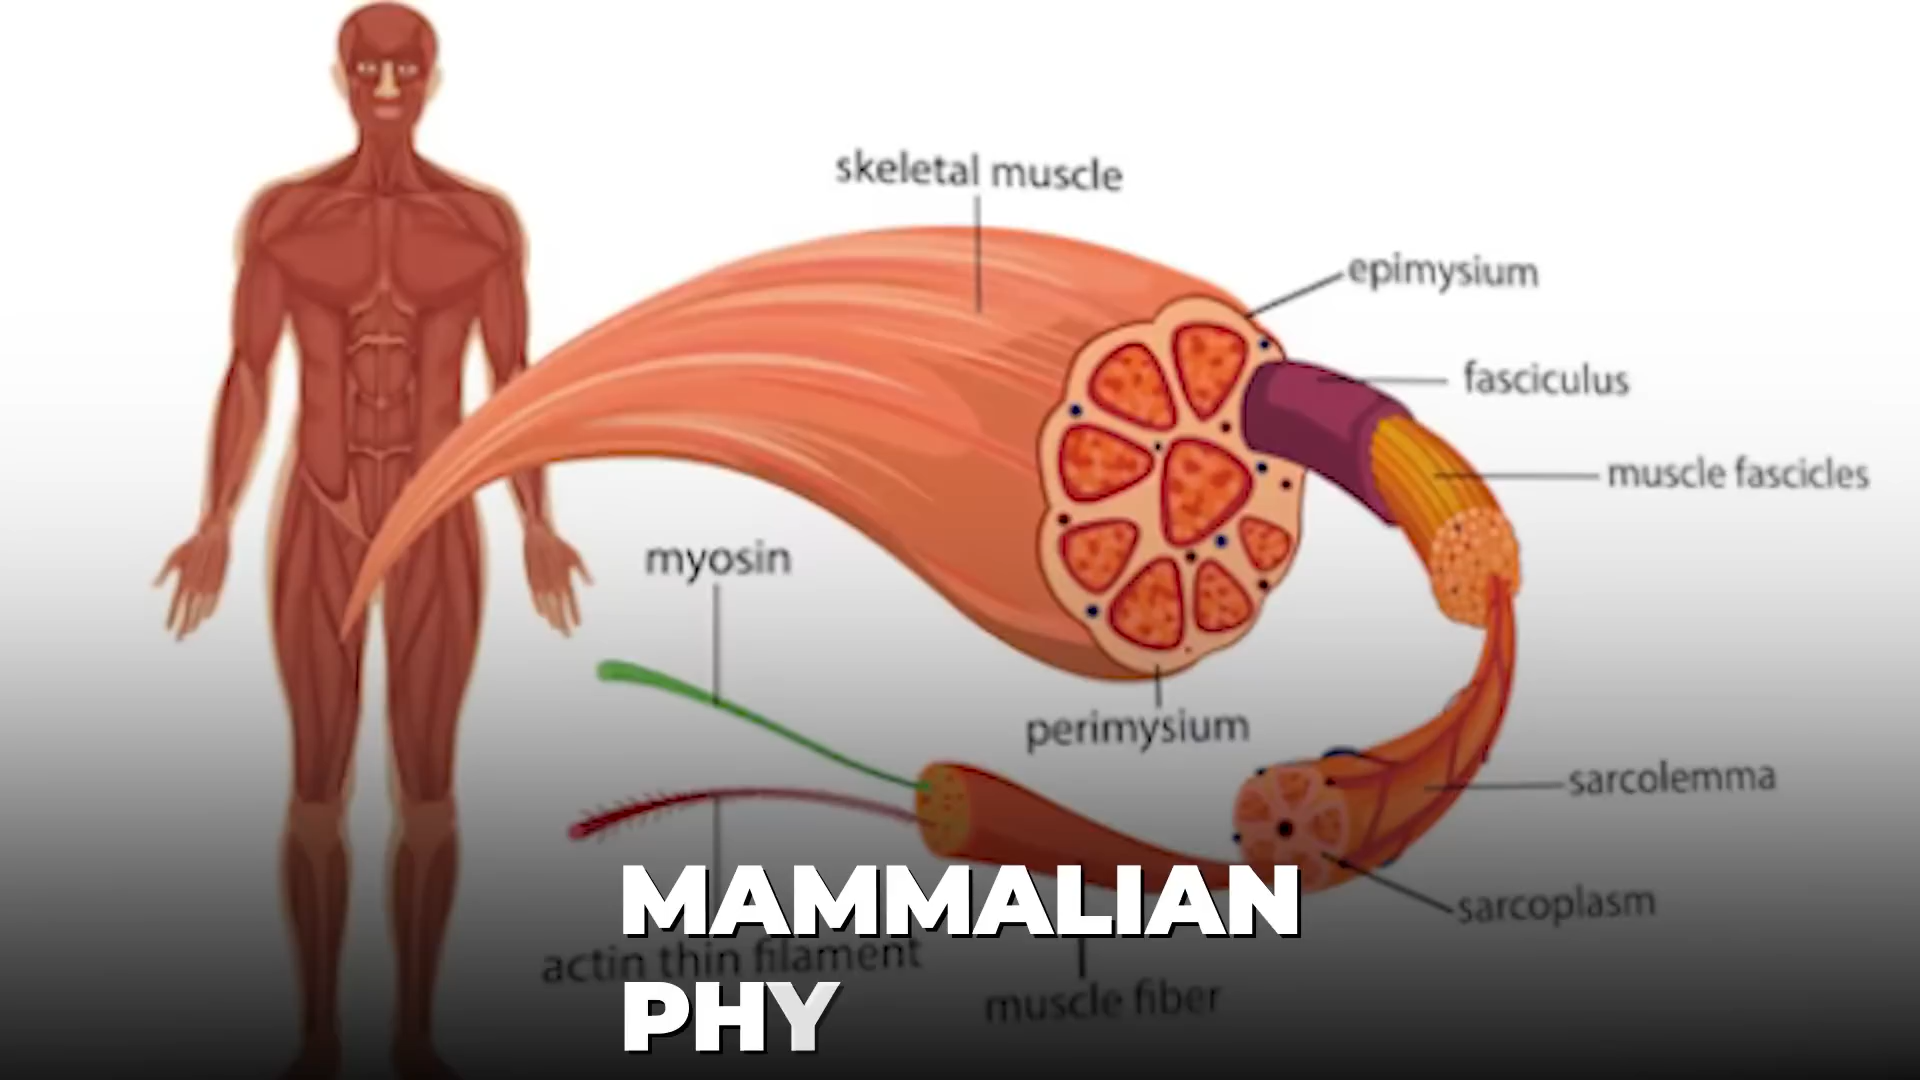 skeletal muscle
epimysium
fasciculus
muscle fascicles
myosin
perimysium
sarcolemma
sarcoplasm
actin thin filament
muscle fiber
MAMMALIAN
PHY